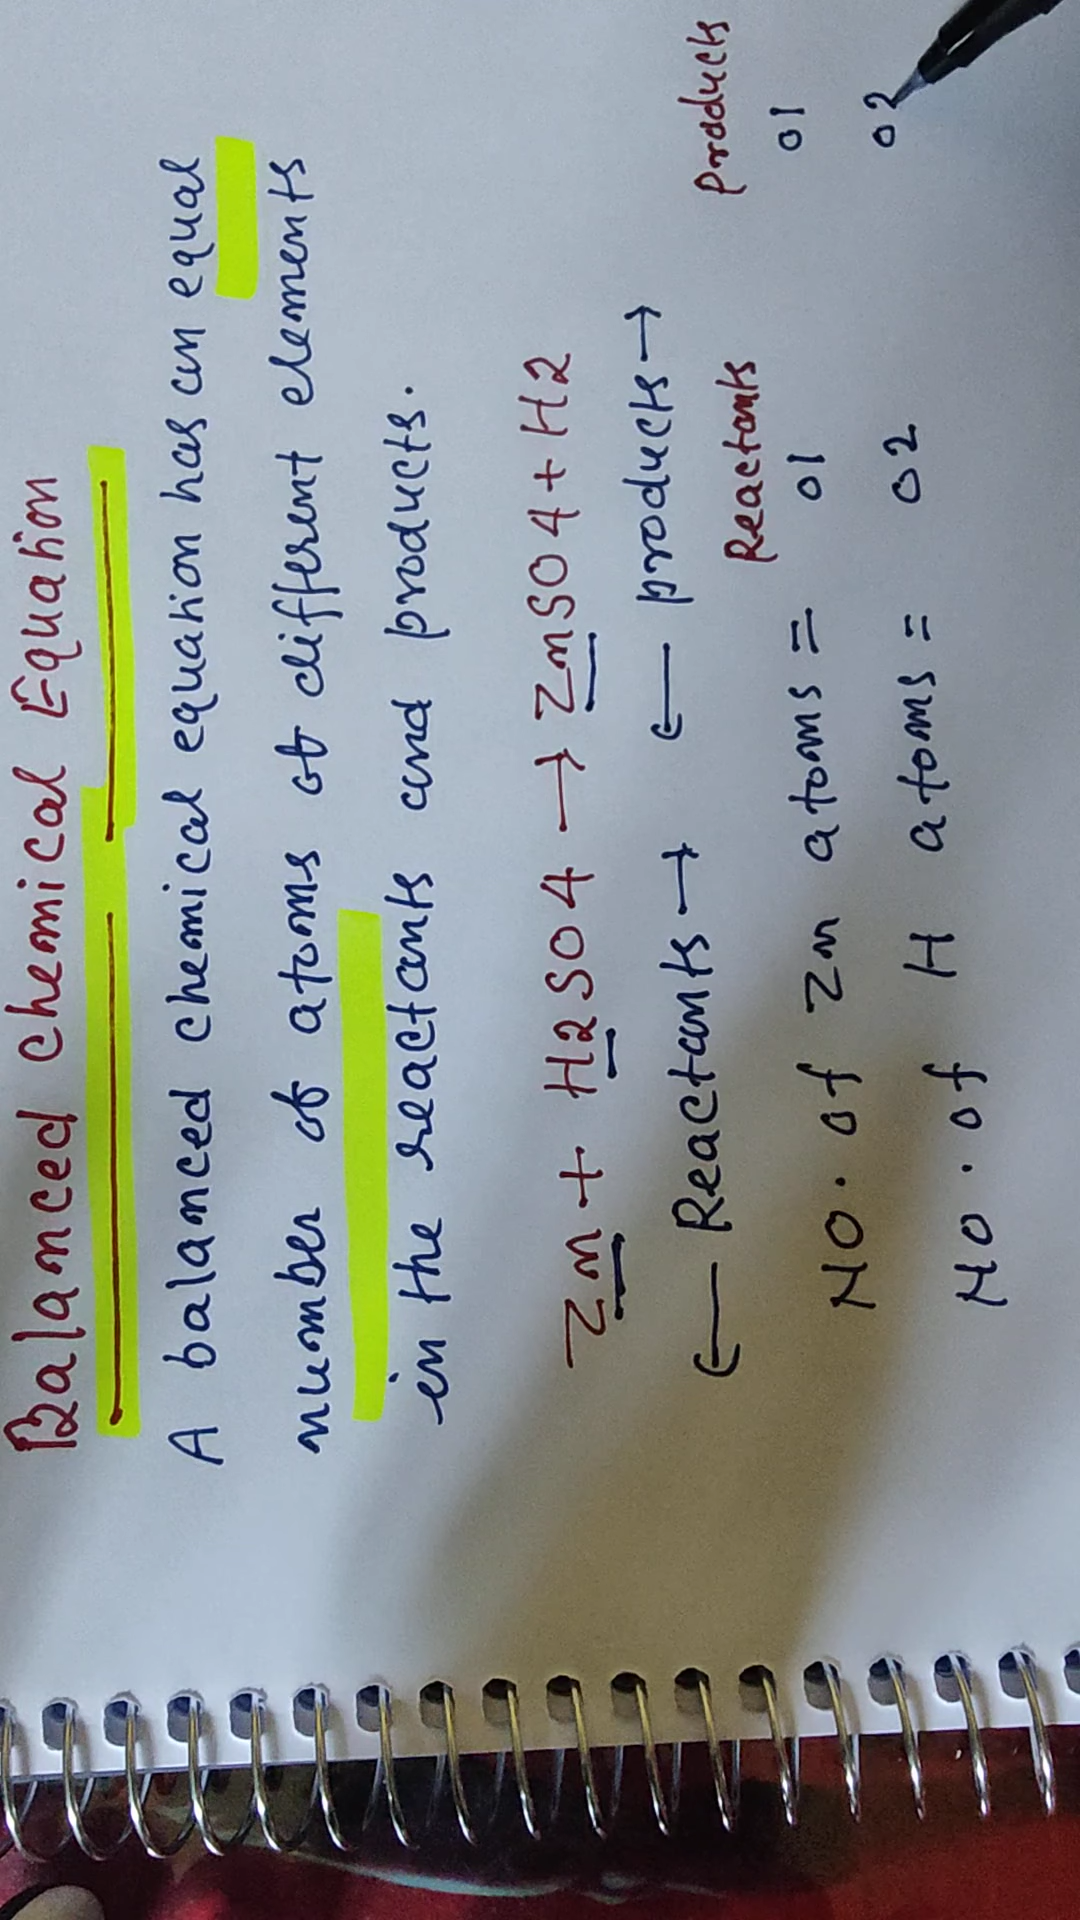 Balanced Chemical Equation
A balanced chemical equation has an equal
number of atoms of different elements
in the reactants and products.
Zn + H2SO4 → ZnSO4 + H2
← Reactants → ← products →
Reactants products
NO. of Zn atoms = 01 01
NO. of H atoms = 02 02